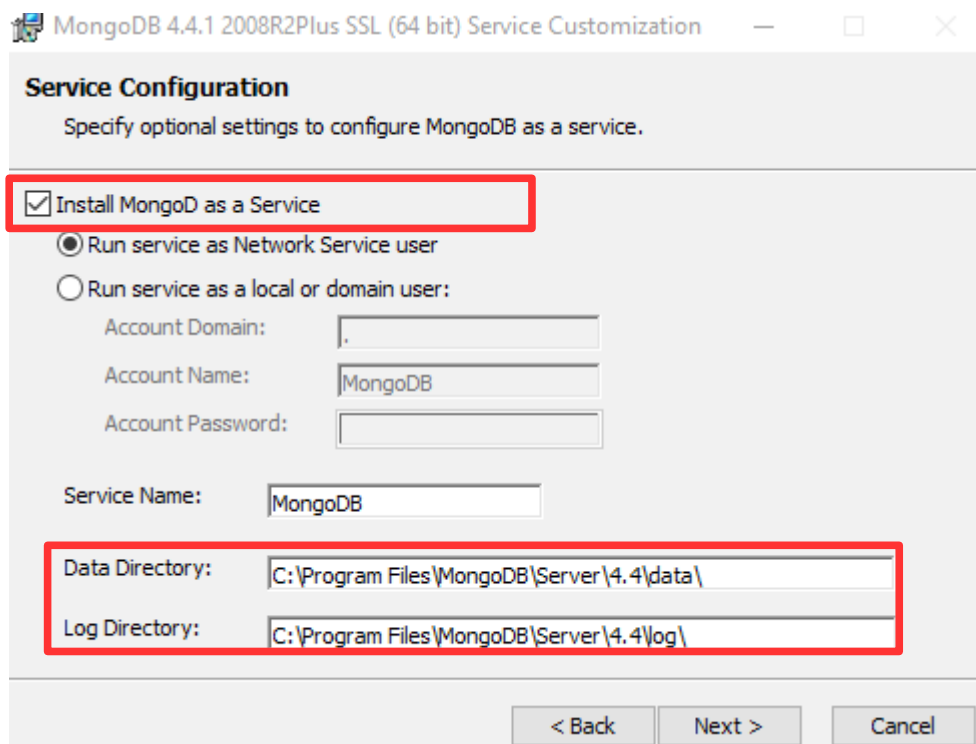 MongoDB 4.4.1 2008R2Plus SSL (64 bit) Service Customization
Service Configuration
Specify optional settings to configure MongoDB as a service.
Install MongoD as a Service
Run service as Network Service user
Run service as a local or domain user:
Account Domain: .
Account Name: MongoDB
Account Password:
Service Name: MongoDB
Data Directory: C:\Program Files\MongoDB\Server\4.4\data\
Log Directory: C:\Program Files\MongoDB\Server\4.4\log\
< Back Next > Cancel